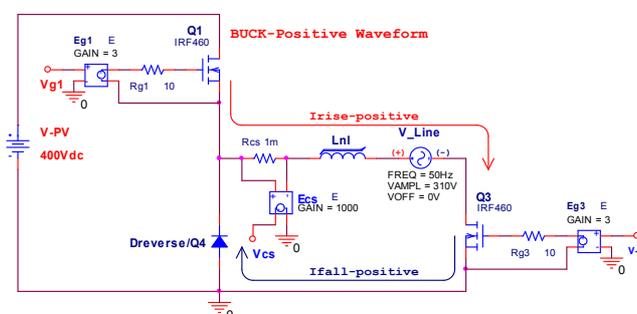 BUCK-Positive Waveform
Q1
IRF460
Eg1 E
GAIN = 3
Vg1
Rg1 10
0
V-PV
400Vdc
Irise-positive
Rcs 1m
LnI
V_Line
(+) (-)
FREQ = 50Hz
VAMPL = 310V
VOFF = 0V
Ecs E
GAIN = 1000
Vcs
0
Q3
IRF460
Eg3 E
GAIN = 3
Rg3 10
V-
0
Dreverse/Q4
Ifall-positive
0